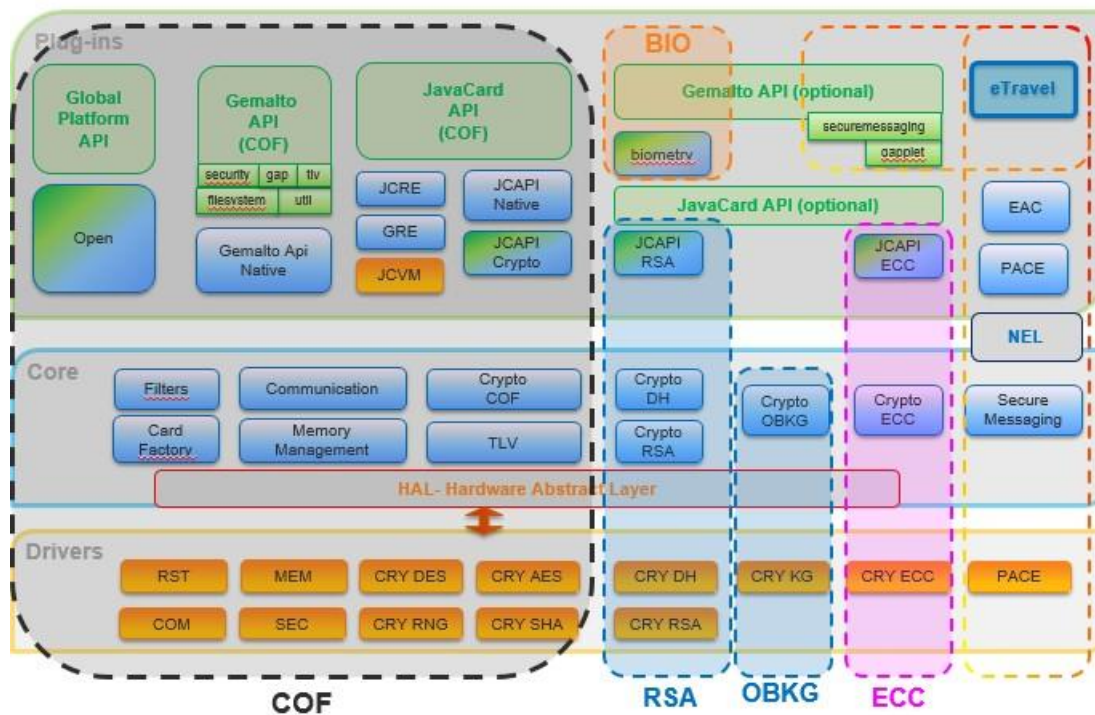 Plug-ins
BIO
Global
Platform
API
Gemalto
API
(COF)
JavaCard
API
(COF)
Gemalto API (optional)
eTravel
securemessaging
gapplet
biometry
security
gap
tlv
filesystem
util
JCRE
JCAPI
Native
JavaCard API (optional)
EAC
Open
Gemalto Api
Native
GRE
JCAPI
Crypto
JCAPI
RSA
JCAPI
ECC
PACE
JCVM
NEL
Core
Filters
Communication
Crypto
COF
Crypto
DH
Crypto
OBKG
Crypto
ECC
Secure
Messaging
Card
Factory
Memory
Management
TLV
Crypto
RSA
HAL- Hardware Abstract Layer
Drivers
RST
MEM
CRY DES
CRY AES
CRY DH
CRY KG
CRY ECC
PACE
COM
SEC
CRY RNG
CRY SHA
CRY RSA
COF
RSA
OBKG
ECC